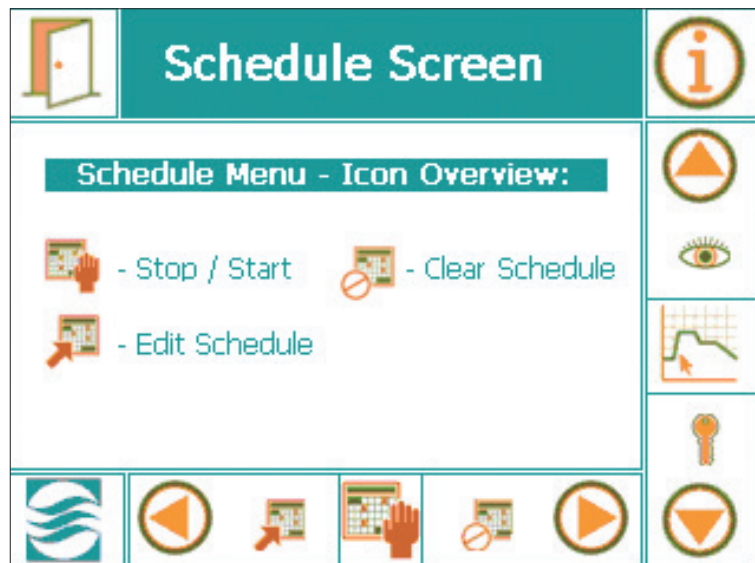 Schedule Screen
Schedule Menu - Icon Overview:
- Stop / Start - Clear Schedule
- Edit Schedule